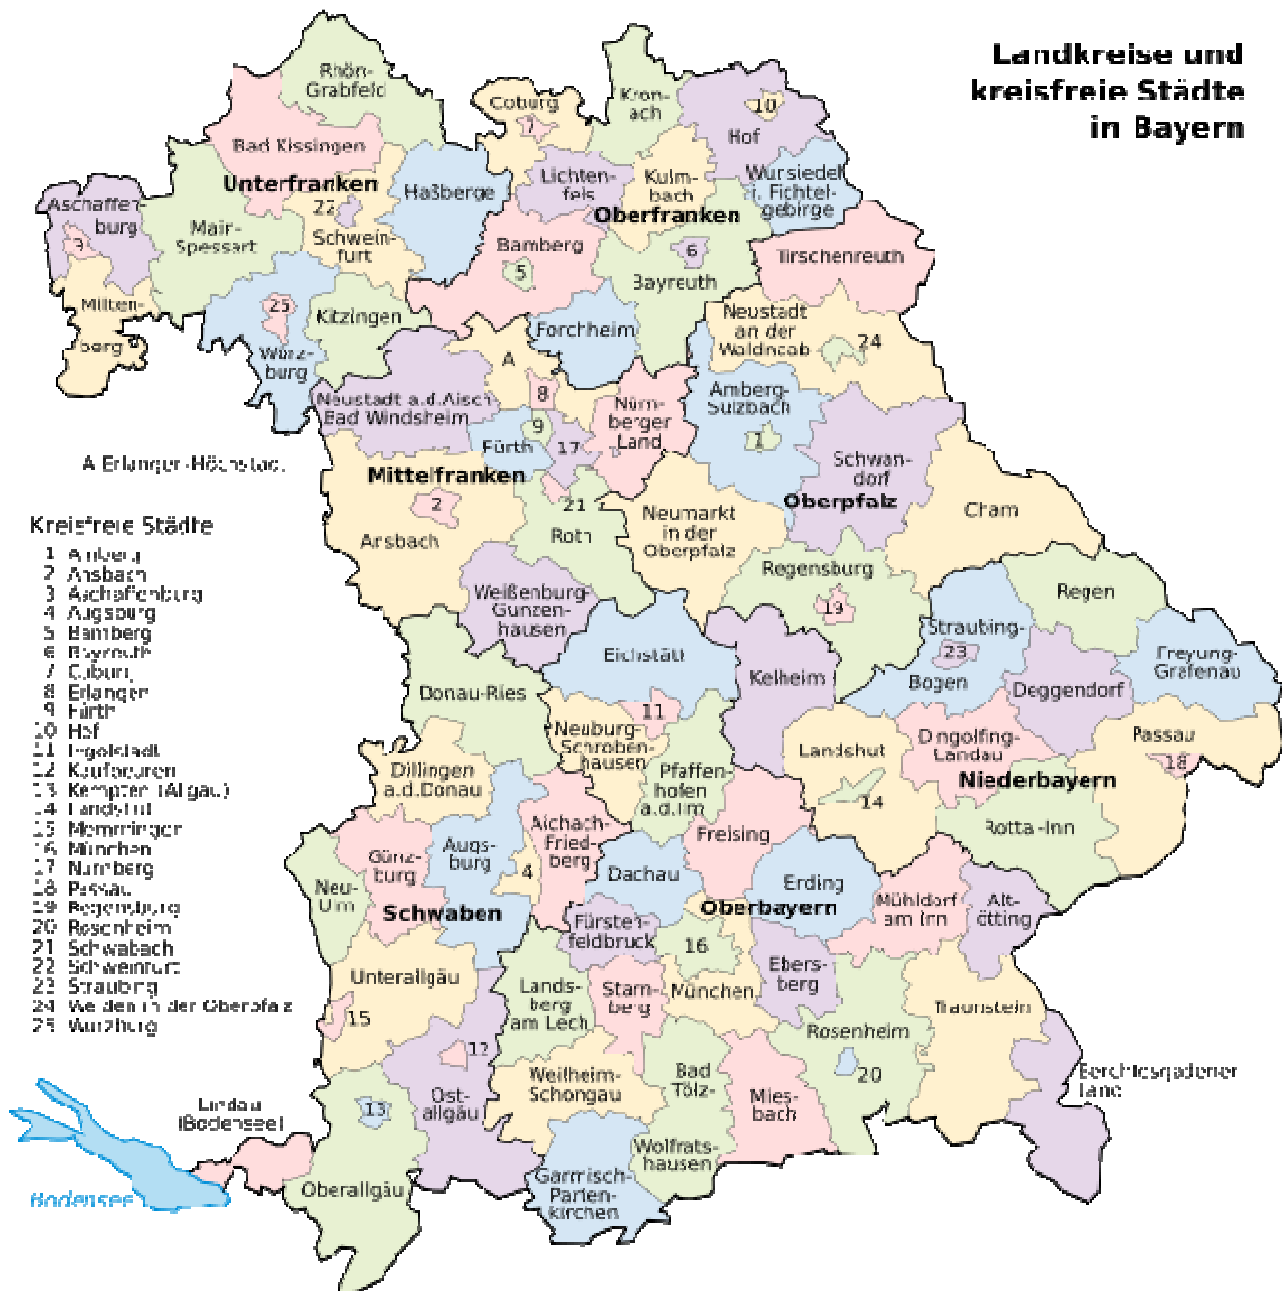 Landkreise und
kreisfreie Städte
in Bayern
Rhön-
Grabfeld
Coburg
7
Kron-
ach
10
Hof
Bad Kissingen
Unterfranken
22
Schwein-
furt
Haßberge
Lichten-
fels
Kulm-
bach
Oberfranken
Wunsiedel
i. Fichtel-
gebirge
Aschaffen-
burg
3
Main-
Spessart
Bamberg
5
6
Bayreuth
Tirschenreuth
Milten-
berg
25
Würz-
burg
Kitzingen
Forchheim
Neustadt
an der
Waldnaab
24
A
8
Neustadt a.d.Aisch
Bad Windsheim
9
Fürth
17
Nürn-
berger
Land
Amberg-
Sulzbach
1
Schwan-
dorf
Oberpfalz
A Erlangen-Höchstadt
Mittelfranken
2
Ansbach
21
Roth
Neumarkt
in der
Oberpfalz
Cham
Kreisfreie Städte
1 Amberg
2 Ansbach
3 Aschaffenburg
4 Augsburg
5 Bamberg
6 Bayreuth
7 Coburg
8 Erlangen
9 Fürth
10 Hof
11 Ingolstadt
12 Kaufbeuren
13 Kempten (Allgäu)
14 Landshut
15 Memmingen
16 München
17 Nürnberg
18 Passau
19 Regensburg
20 Rosenheim
21 Schwabach
22 Schweinfurt
23 Straubing
24 Weiden in der Oberpfalz
25 Würzburg
Weißenburg-
Gunzen-
hausen
Regensburg
19
Regen
Straubing-
23
Bogen
Freyung-
Grafenau
Deggendorf
Eichstätt
Kelheim
Donau-Ries
11
Neuburg-
Schroben-
hausen
Landshut
14
Dingolfing-
Landau
Niederbayern
Passau
18
Dillingen
a.d.Donau
Pfaffen-
hofen
a.d.Ilm
Rottal-Inn
Aichach-
Fried-
berg
Freising
Günz-
burg
Augs-
burg
4
Dachau
Erding
Neu-
Ulm
Schwaben
Oberbayern
Mühldorf
am Inn
Alt-
ötting
Fürsten-
feldbruck
16
Unterallgäu
15
Lands-
berg
am Lech
Starn-
berg
München
Ebers-
berg
Traunstein
Rosenheim
20
12
Ost-
allgäu
Weilheim-
Schongau
Bad
Tölz-
Wolfrats-
hausen
Mies-
bach
Berchtesgadener
Land
Lindau
(Bodensee)
13
Bodensee
Oberallgäu
Garmisch-
Parten-
kirchen